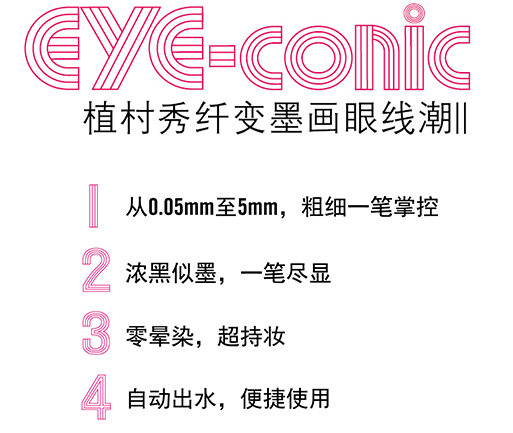 EYE-conic
植村秀纤变墨画眼线潮||
1 从0.05mm至5mm，粗细一笔掌控
2 浓黑似墨，一笔尽显
3 零晕染，超持妆
4 自动出水，便捷使用